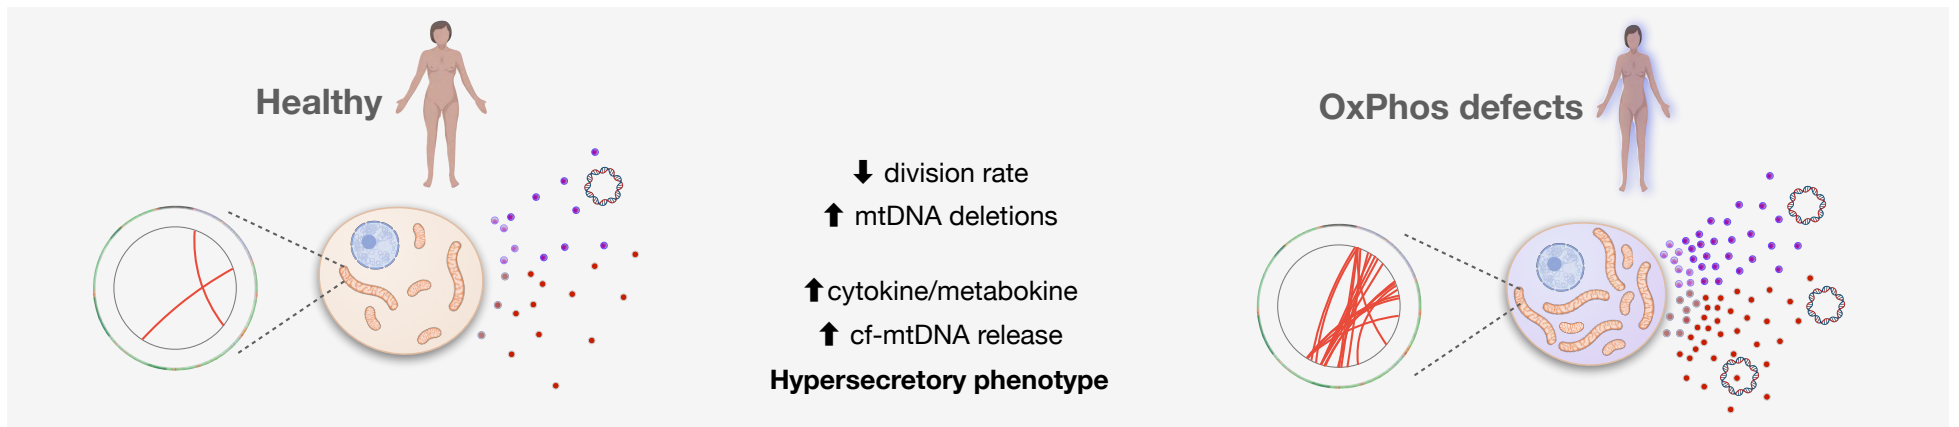 Healthy
OxPhos defects
⬇ division rate
⬆ mtDNA deletions
⬆cytokine/metabokine
⬆ cf-mtDNA release
Hypersecretory phenotype